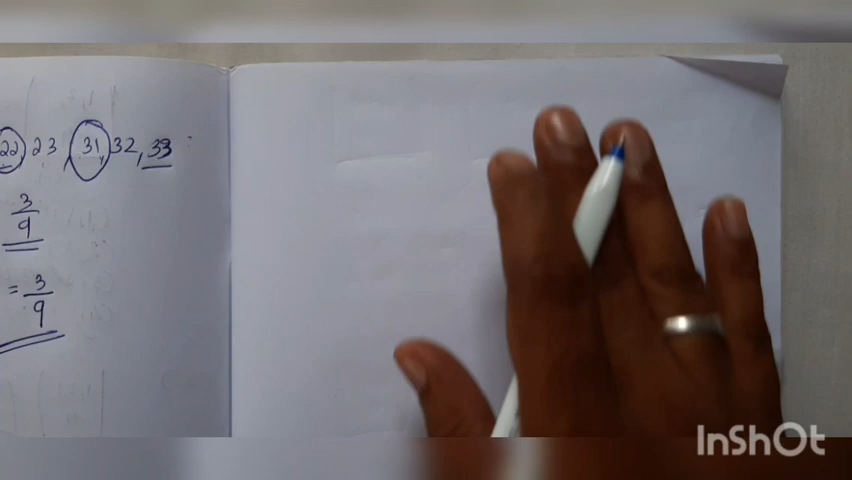 22, 23, 31, 32, 33
3/9
= 3/9
InShOt